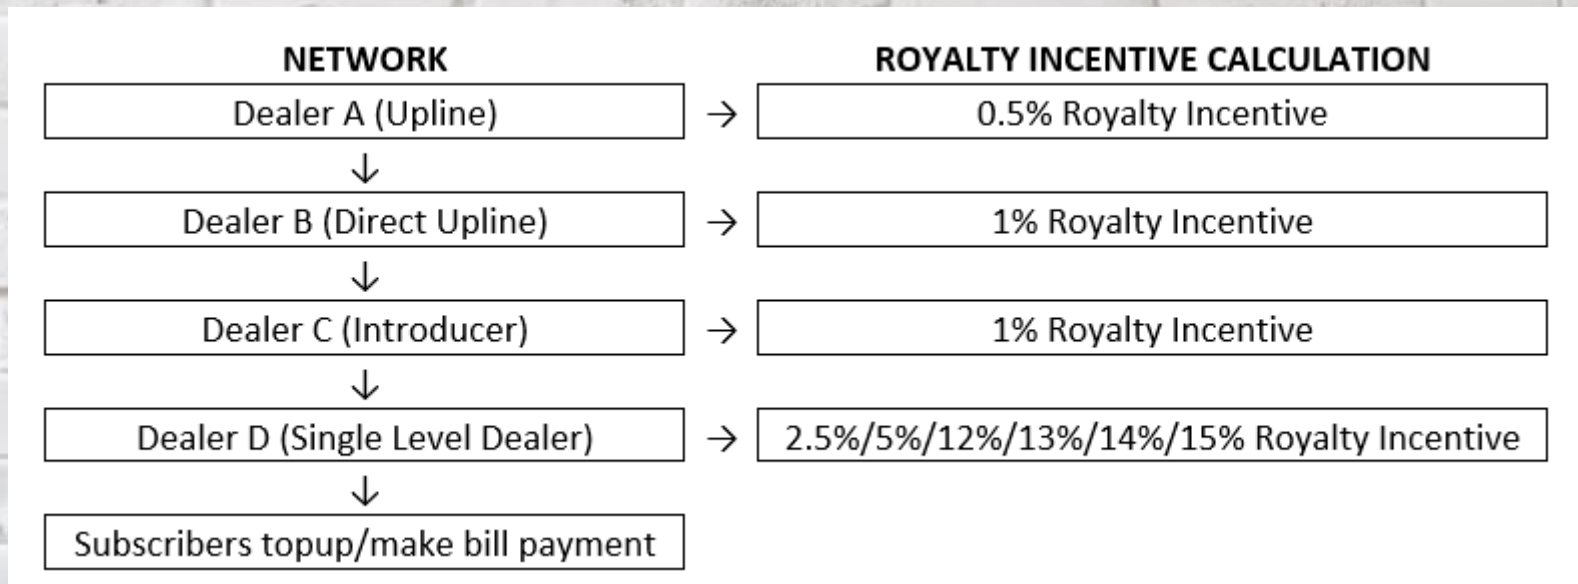 NETWORK ROYALTY INCENTIVE CALCULATION
Dealer A (Upline) → 0.5% Royalty Incentive
↓
Dealer B (Direct Upline) → 1% Royalty Incentive
↓
Dealer C (Introducer) → 1% Royalty Incentive
↓
Dealer D (Single Level Dealer) → 2.5%/5%/12%/13%/14%/15% Royalty Incentive
↓
Subscribers topup/make bill payment